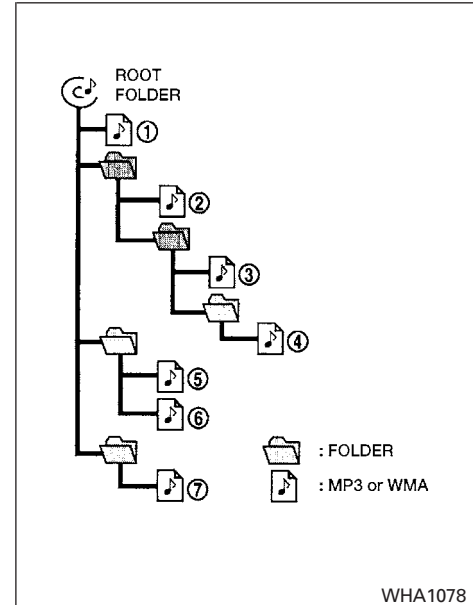 ROOT
FOLDER
①
②
③
④
⑤
⑥
⑦
: FOLDER
: MP3 or WMA
WHA1078